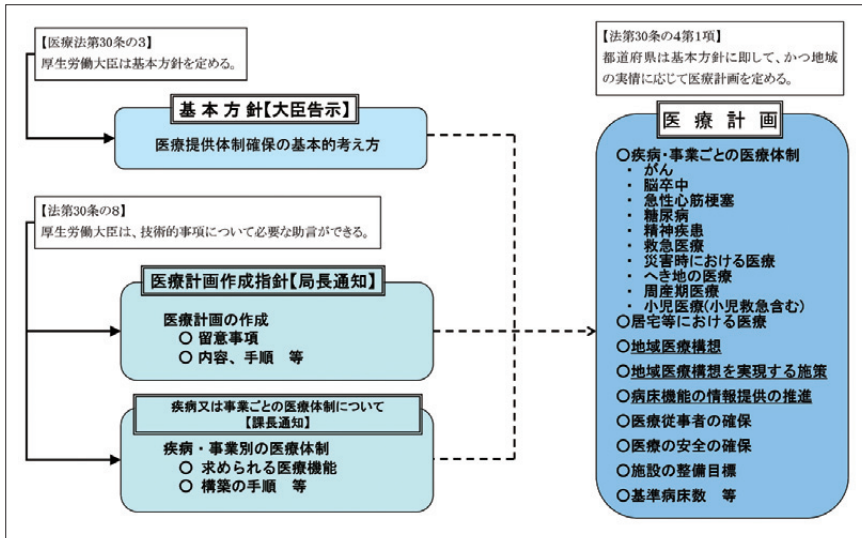 【医療法第30条の3】
厚生労働大臣は基本方針を定める。
基 本 方 針【大臣告示】
医療提供体制確保の基本的考え方
【法第30条の8】
厚生労働大臣は、技術的事項について必要な助言ができる。
医療計画作成指針【局長通知】
医療計画の作成
○ 留意事項
○ 内容、手順　等
疾病又は事業ごとの医療体制について
【課長通知】
疾病・事業別の医療体制
○ 求められる医療機能
○ 構築の手順　等
【法第30条の4第1項】
都道府県は基本方針に即して、かつ地域
の実情に応じて医療計画を定める。
医 療 計 画
○疾病・事業ごとの医療体制
・ がん
・ 脳卒中
・ 急性心筋梗塞
・ 糖尿病
・ 精神疾患
・ 救急医療
・ 災害時における医療
・ へき地の医療
・ 周産期医療
・ 小児医療(小児救急含む)
○居宅等における医療
○地域医療構想
○地域医療構想を実現する施策
○病床機能の情報提供の推進
○医療従事者の確保
○医療の安全の確保
○施設の整備目標
○基準病床数　等